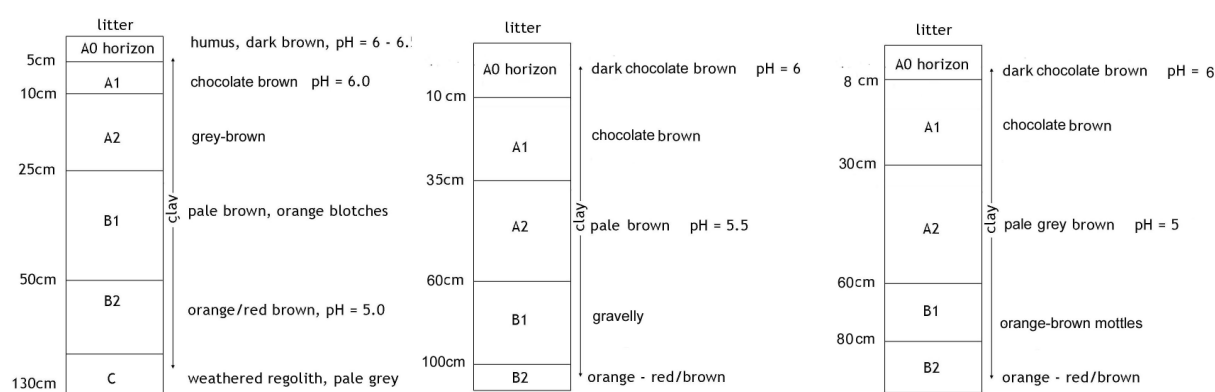 litter
A0 horizon
humus, dark brown, pH = 6 - 6.
5cm
A1
chocolate brown pH = 6.0
10cm
A2
grey-brown
25cm
clay
B1
pale brown, orange blotches
50cm
B2
orange/red brown, pH = 5.0
130cm
C
weathered regolith, pale grey
litter
A0 horizon
dark chocolate brown pH = 6
10 cm
A1
chocolate brown
35cm
clay
A2
pale brown pH = 5.5
60cm
B1
gravelly
100cm
B2
orange - red/brown
litter
A0 horizon
dark chocolate brown pH = 6
8 cm
A1
chocolate brown
30cm
clay
A2
pale grey brown pH = 5
60cm
B1
orange-brown mottles
80cm
B2
orange - red/brown